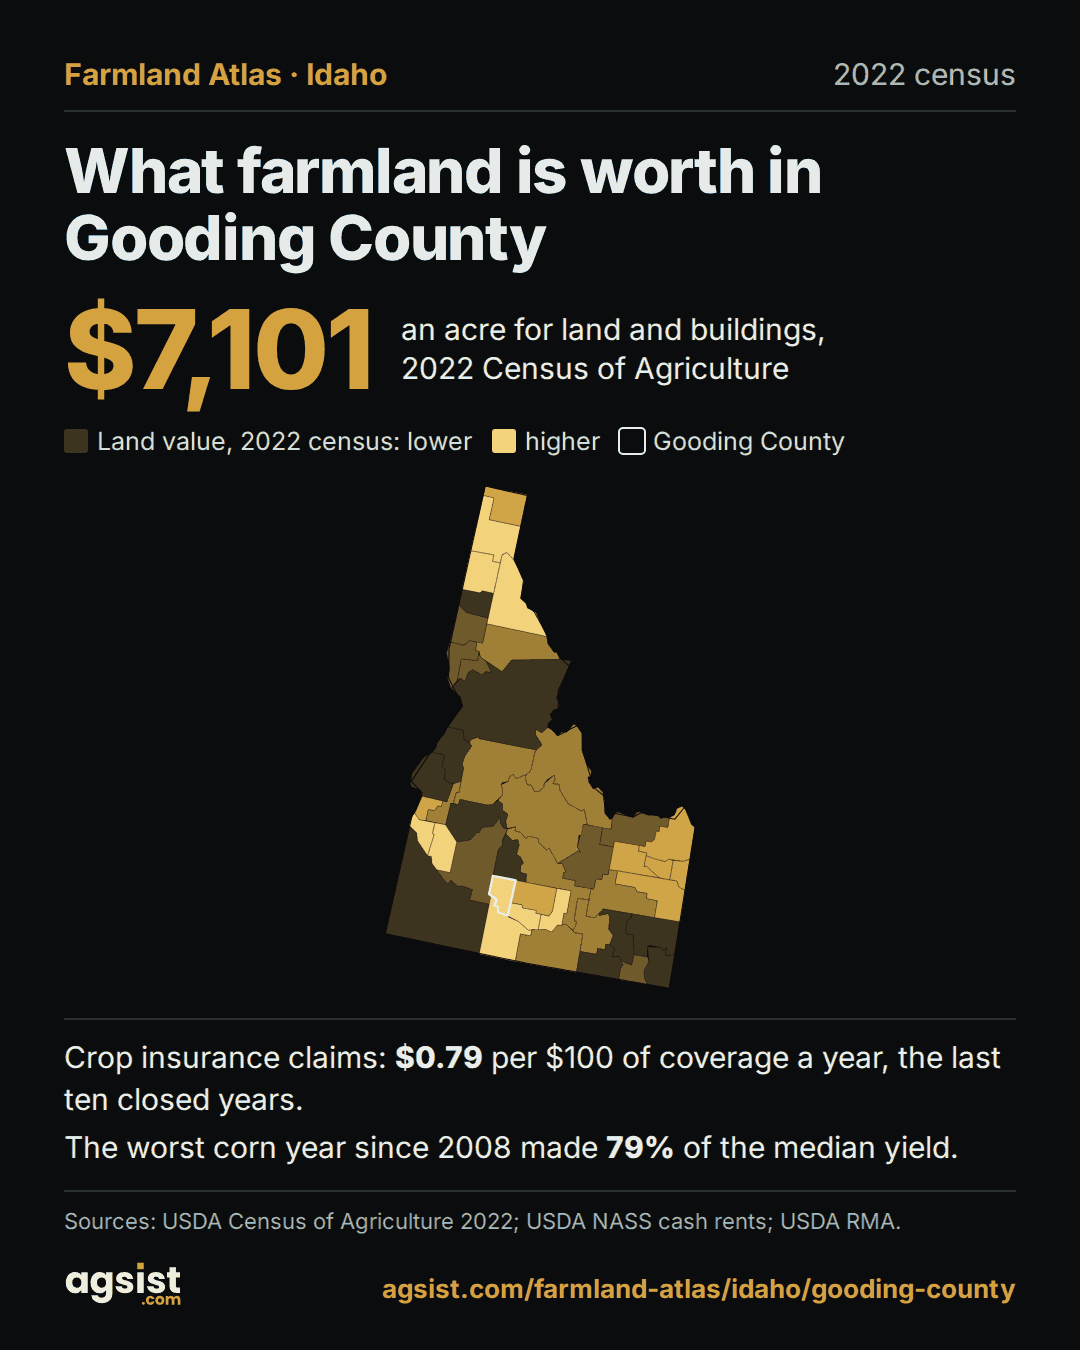 Farmland Atlas · Idaho
2022 census
What farmland is worth in
Gooding County
$7,101
an acre for land and buildings,
2022 Census of Agriculture
Land value, 2022 census: lower
higher
Gooding County
Crop insurance claims: $0.79 per $100 of coverage a year, the last
ten closed years.
The worst corn year since 2008 made 79% of the median yield.
Sources: USDA Census of Agriculture 2022; USDA NASS cash rents; USDA RMA.
agsist
.com
agsist.com/farmland-atlas/idaho/gooding-county